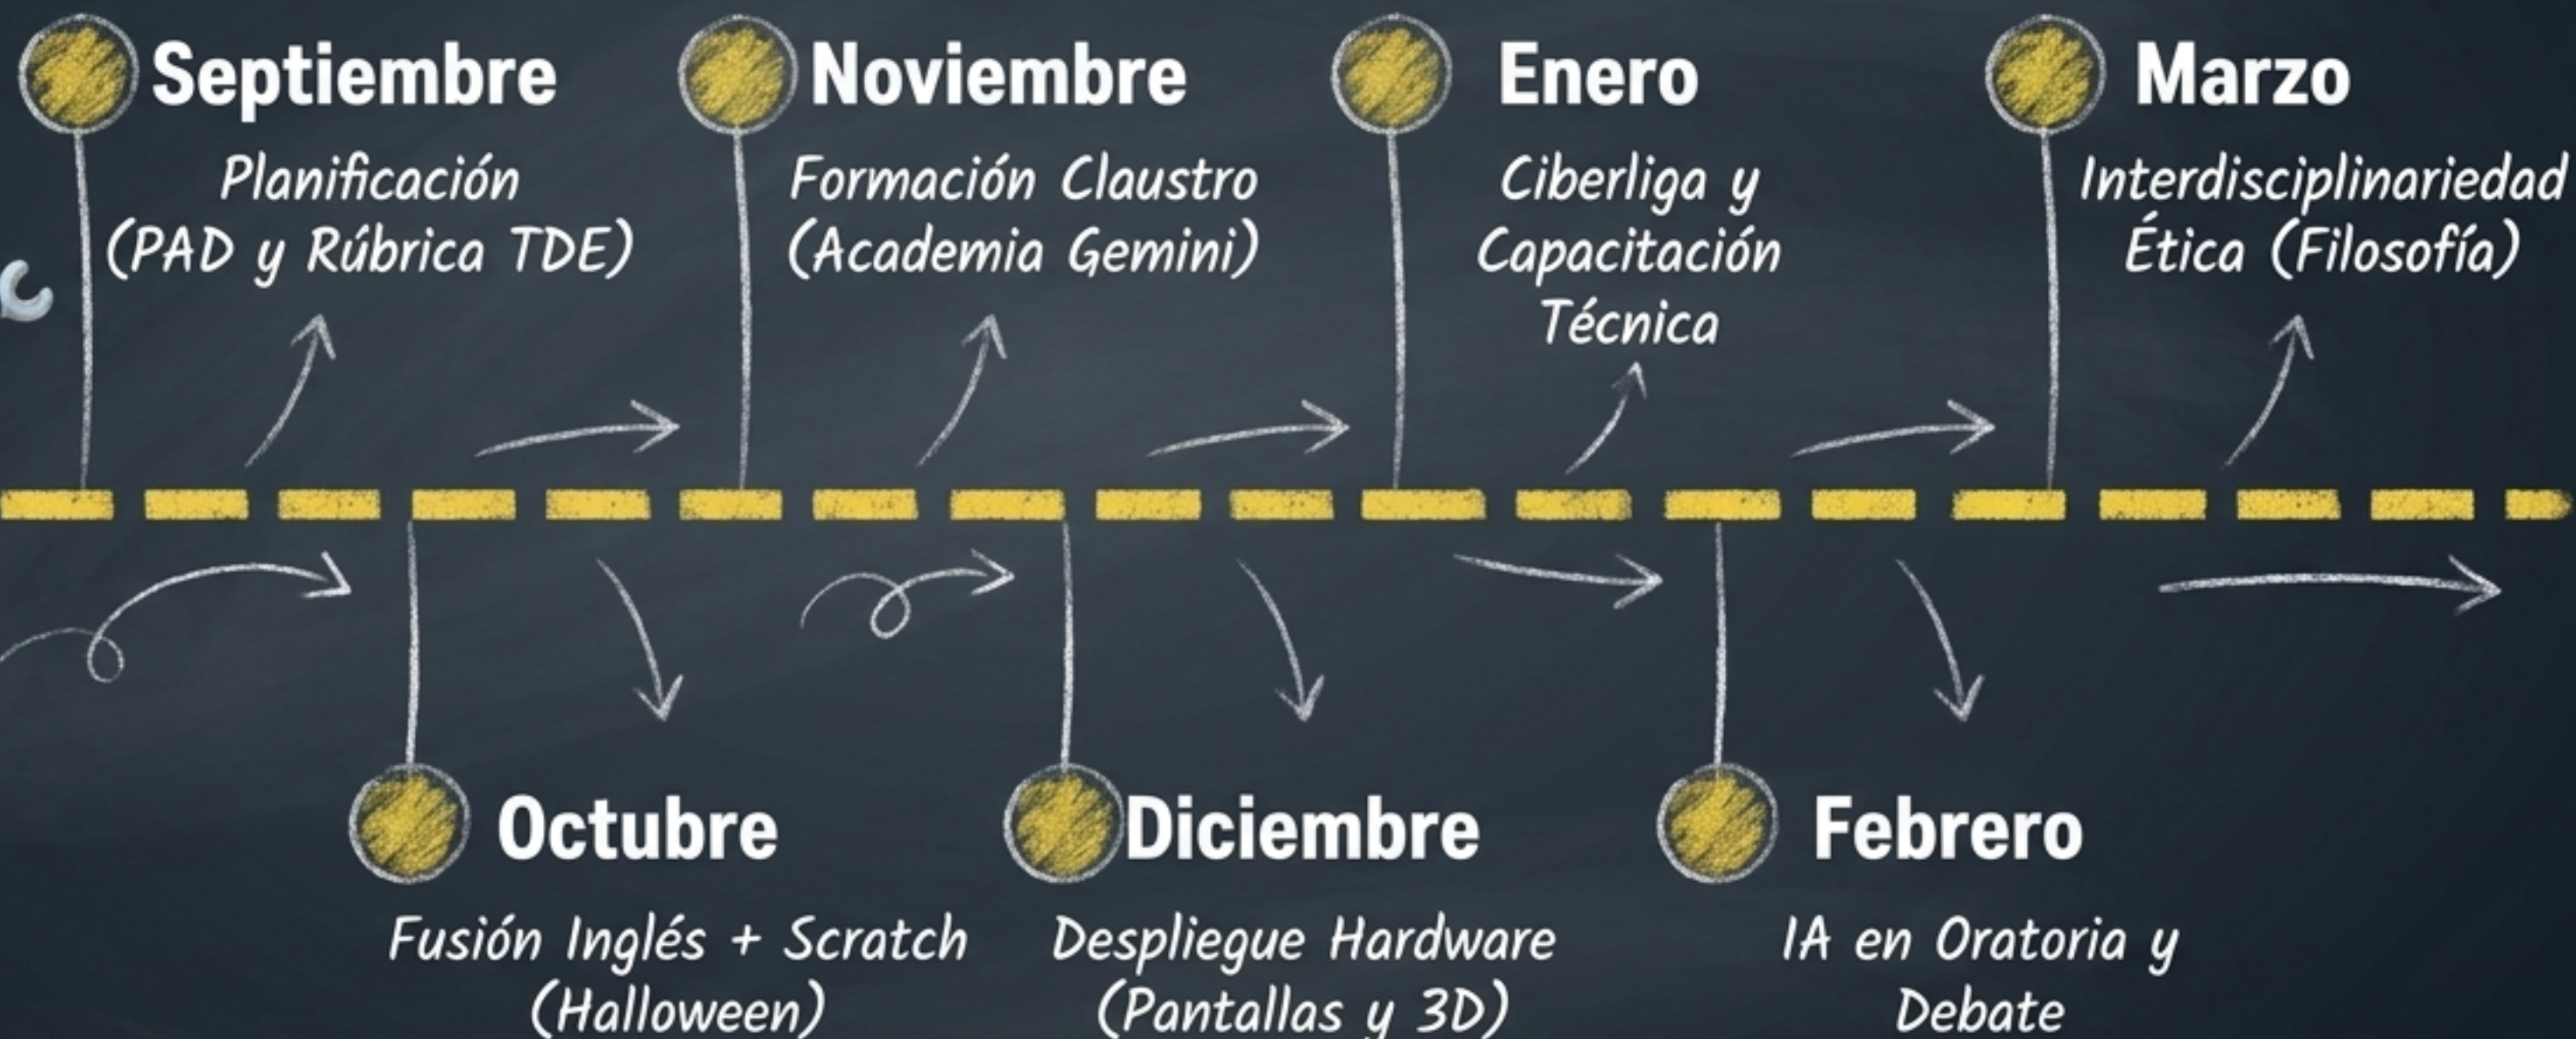 Septiembre
Planificación
(PAD y Rúbrica TDE)
Octubre
Fusión Inglés + Scratch
(Halloween)
Noviembre
Formación Claustro
(Academia Gemini)
Diciembre
Despliegue Hardware
(Pantallas y 3D)
Enero
Ciberliga y
Capacitación
Técnica
Febrero
IA en Oratoria y
Debate
Marzo
Interdisciplinariedad
Ética (Filosofía)